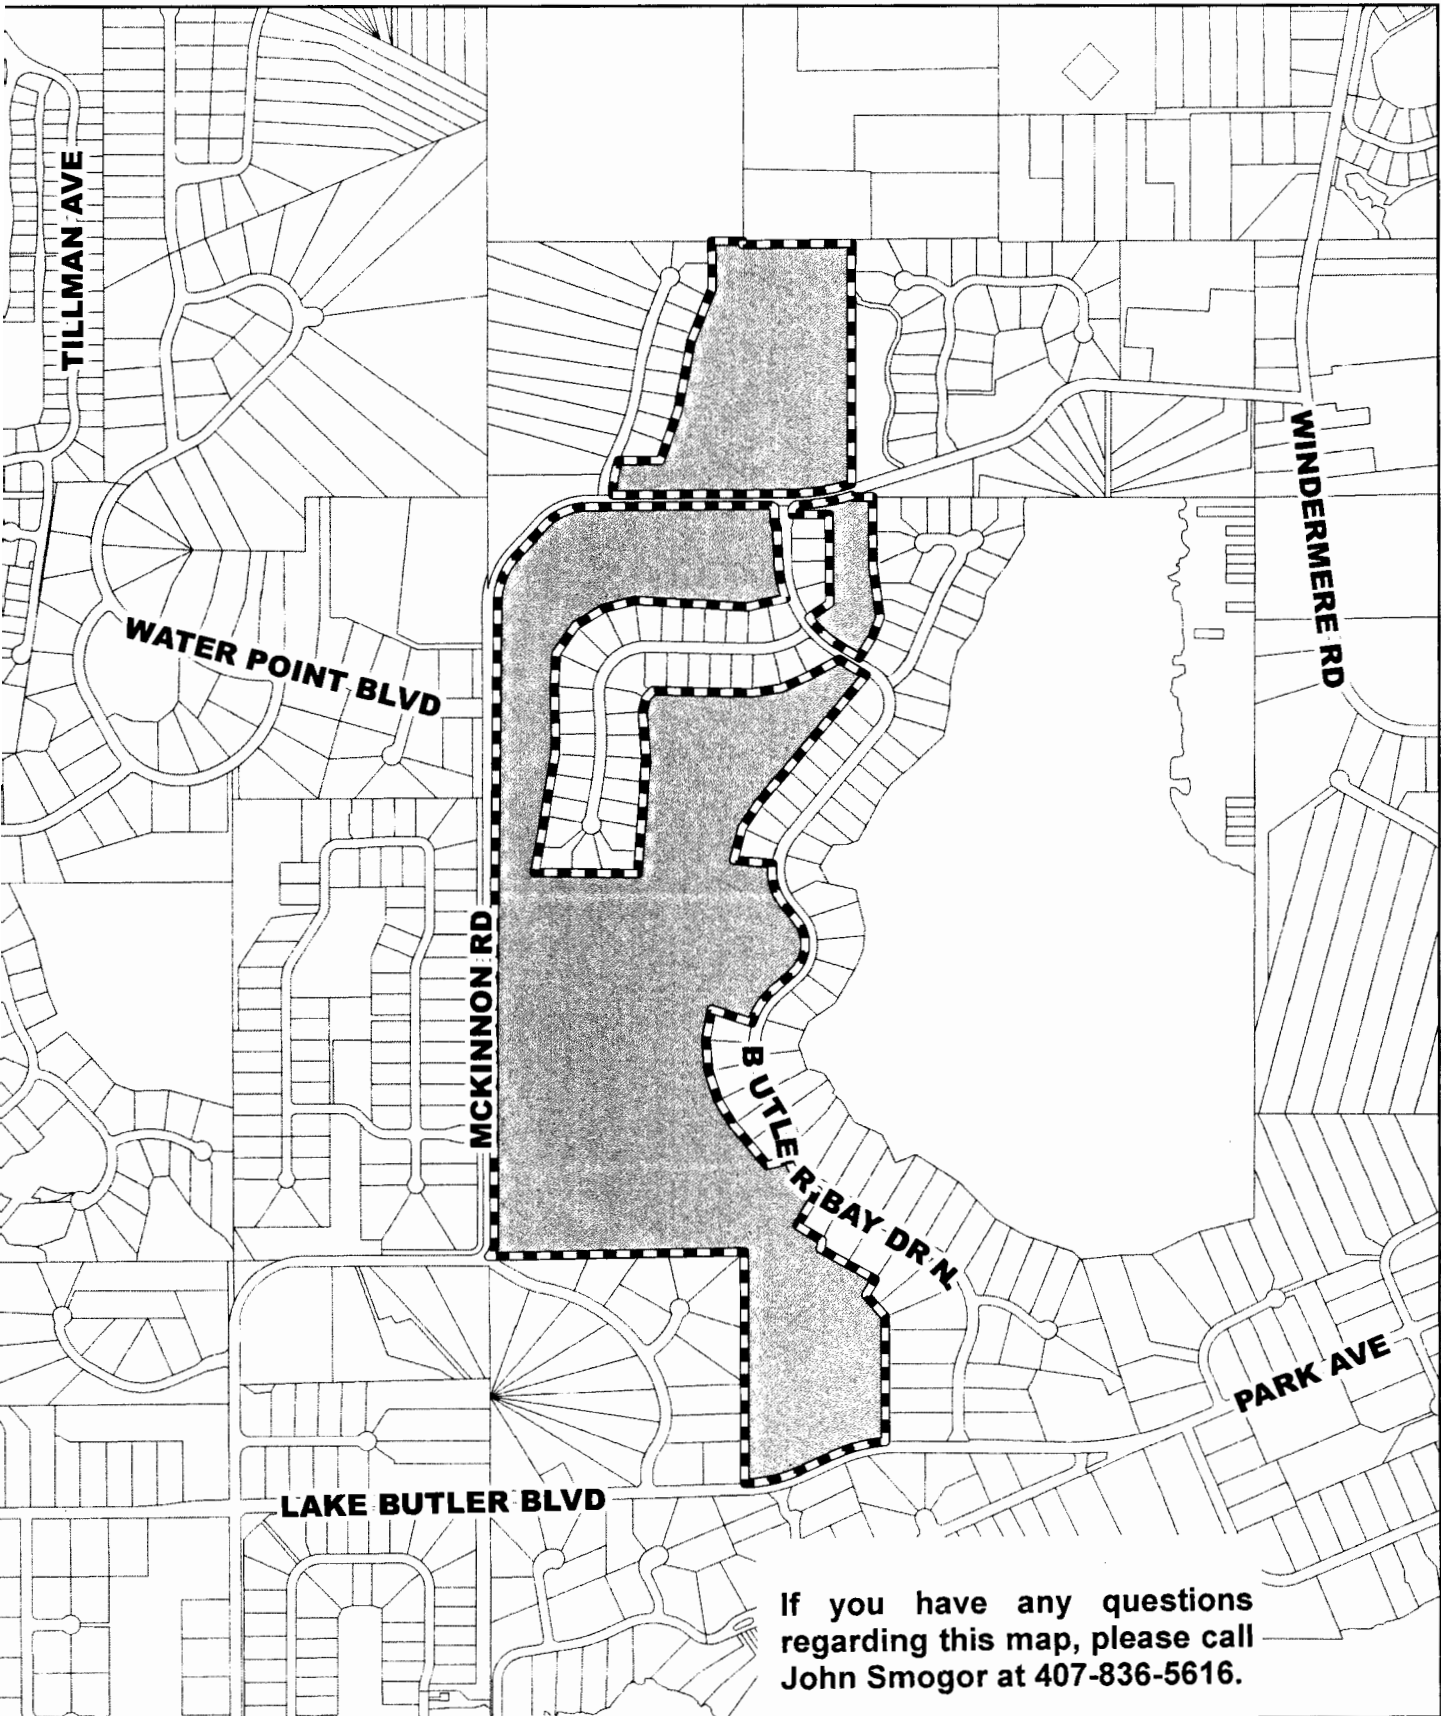 TILLMAN AVE
WINDERMERE RD
WATER POINT BLVD
MCKINNON RD
BUTLER BAY DR N
PARK AVE
LAKE BUTLER BLVD
If you have any questions
regarding this map, please call
John Smogor at 407-836-5616.